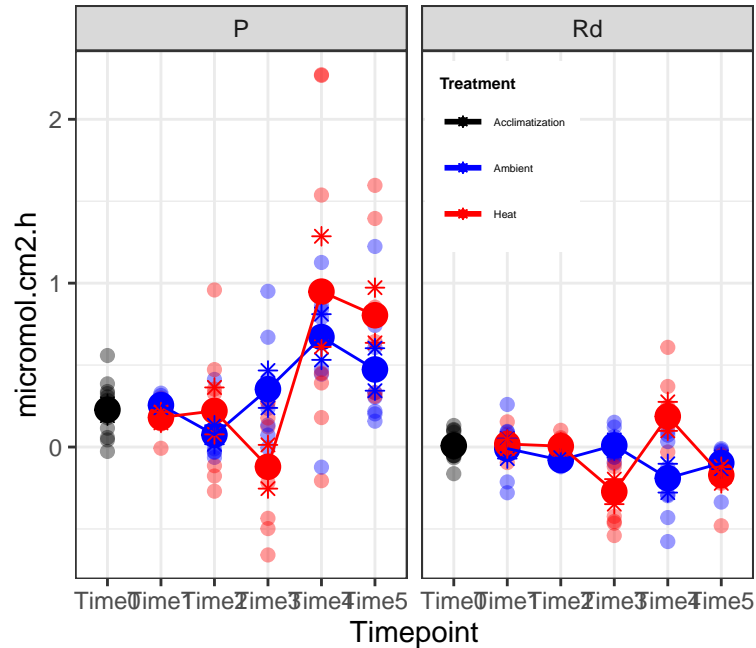 P
Rd
micromol.cm2.h
2
1
0
Treatment
Acclimatization
Ambient
Heat
Time0 Time1 Time2 Time3 Time4 Time5
Time0 Time1 Time2 Time3 Time4 Time5
Timepoint